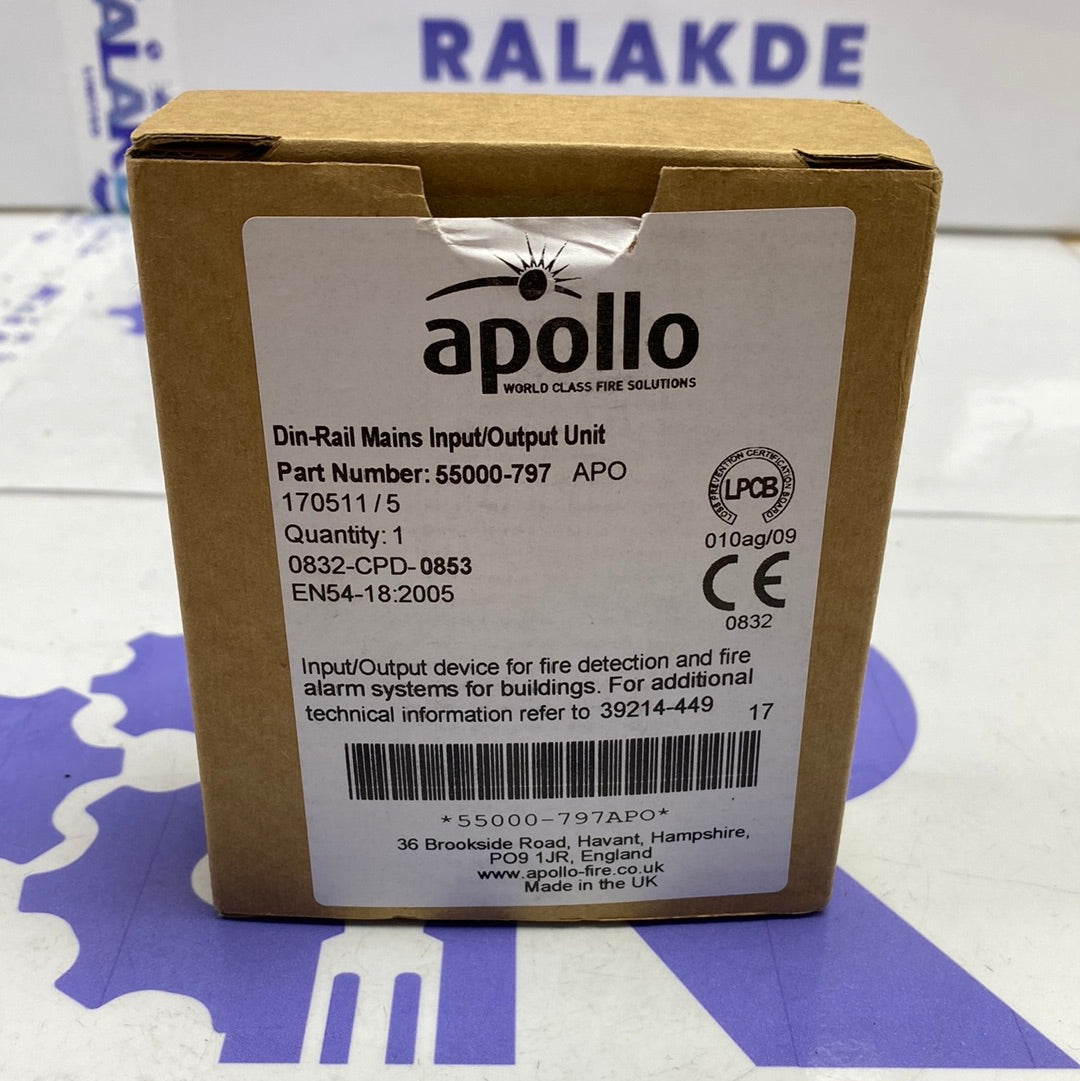 RALAKDE
apollo
WORLD CLASS FIRE SOLUTIONS
Din-Rail Mains Input/Output Unit
Part Number: 55000-797 APO
170511/5
Quantity: 1
0832-CPD-0853
EN54-18:2005
LOSS PREVENTION CERTIFICATION BOARD
LPCB
010ag/09
CE
0832
Input/Output device for fire detection and fire
alarm systems for buildings. For additional
technical information refer to 39214-449
17
*55000-797APO*
36 Brookside Road, Havant, Hampshire,
PO9 1JR, England
www.apollo-fire.co.uk
Made in the UK